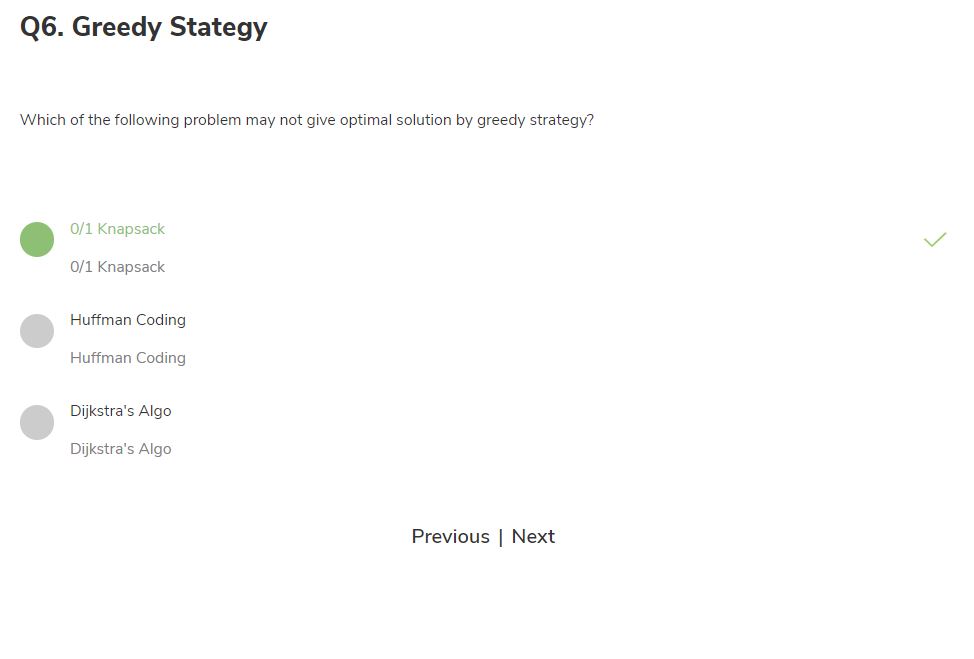 Q6. Greedy Stategy
Which of the following problem may not give optimal solution by greedy strategy?
0/1 Knapsack
0/1 Knapsack
Huffman Coding
Huffman Coding
Dijkstra's Algo
Dijkstra's Algo
Previous | Next